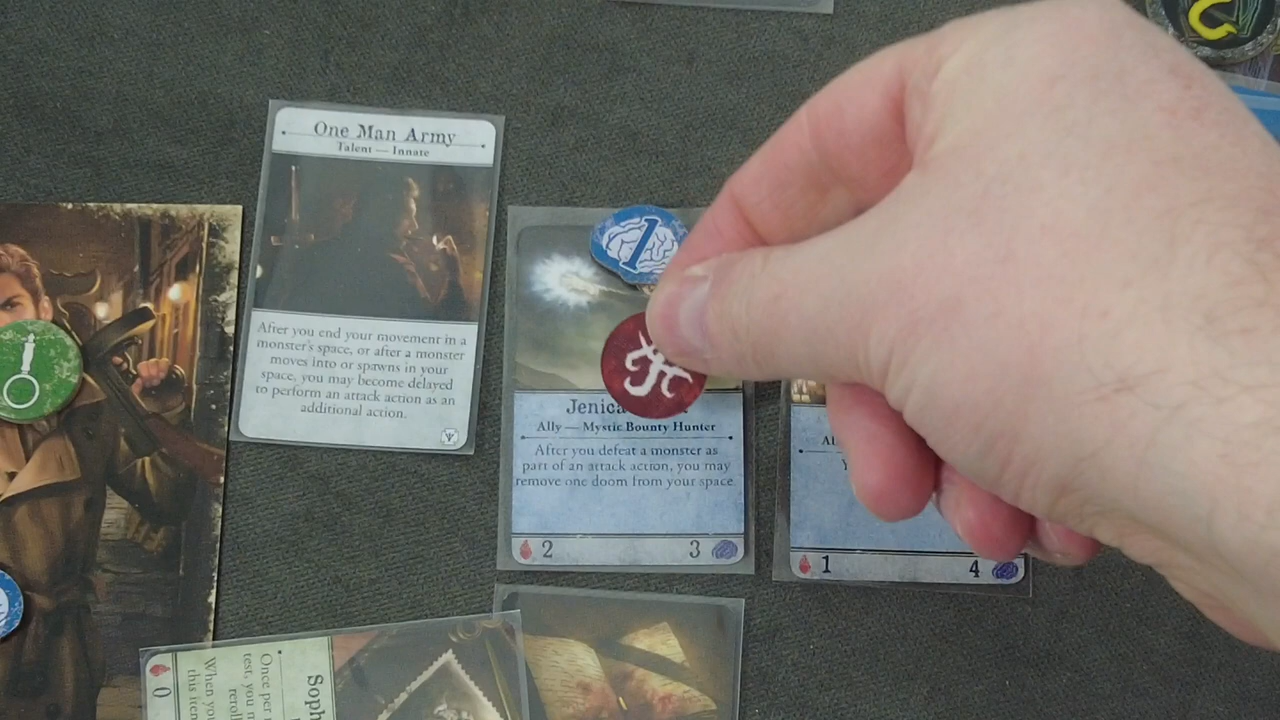 One Man Army
Talent — Innate
After you end your movement in a
monster's space, or after a monster
moves into or spawns in your
space, you may become delayed
to perform an attack action as an
additional action.
1
Jenica
Ally — Mystic Bounty Hunter
After you defeat a monster as
part of an attack action, you may
remove one doom from your space.
2 3
1 4
0
Once per
When